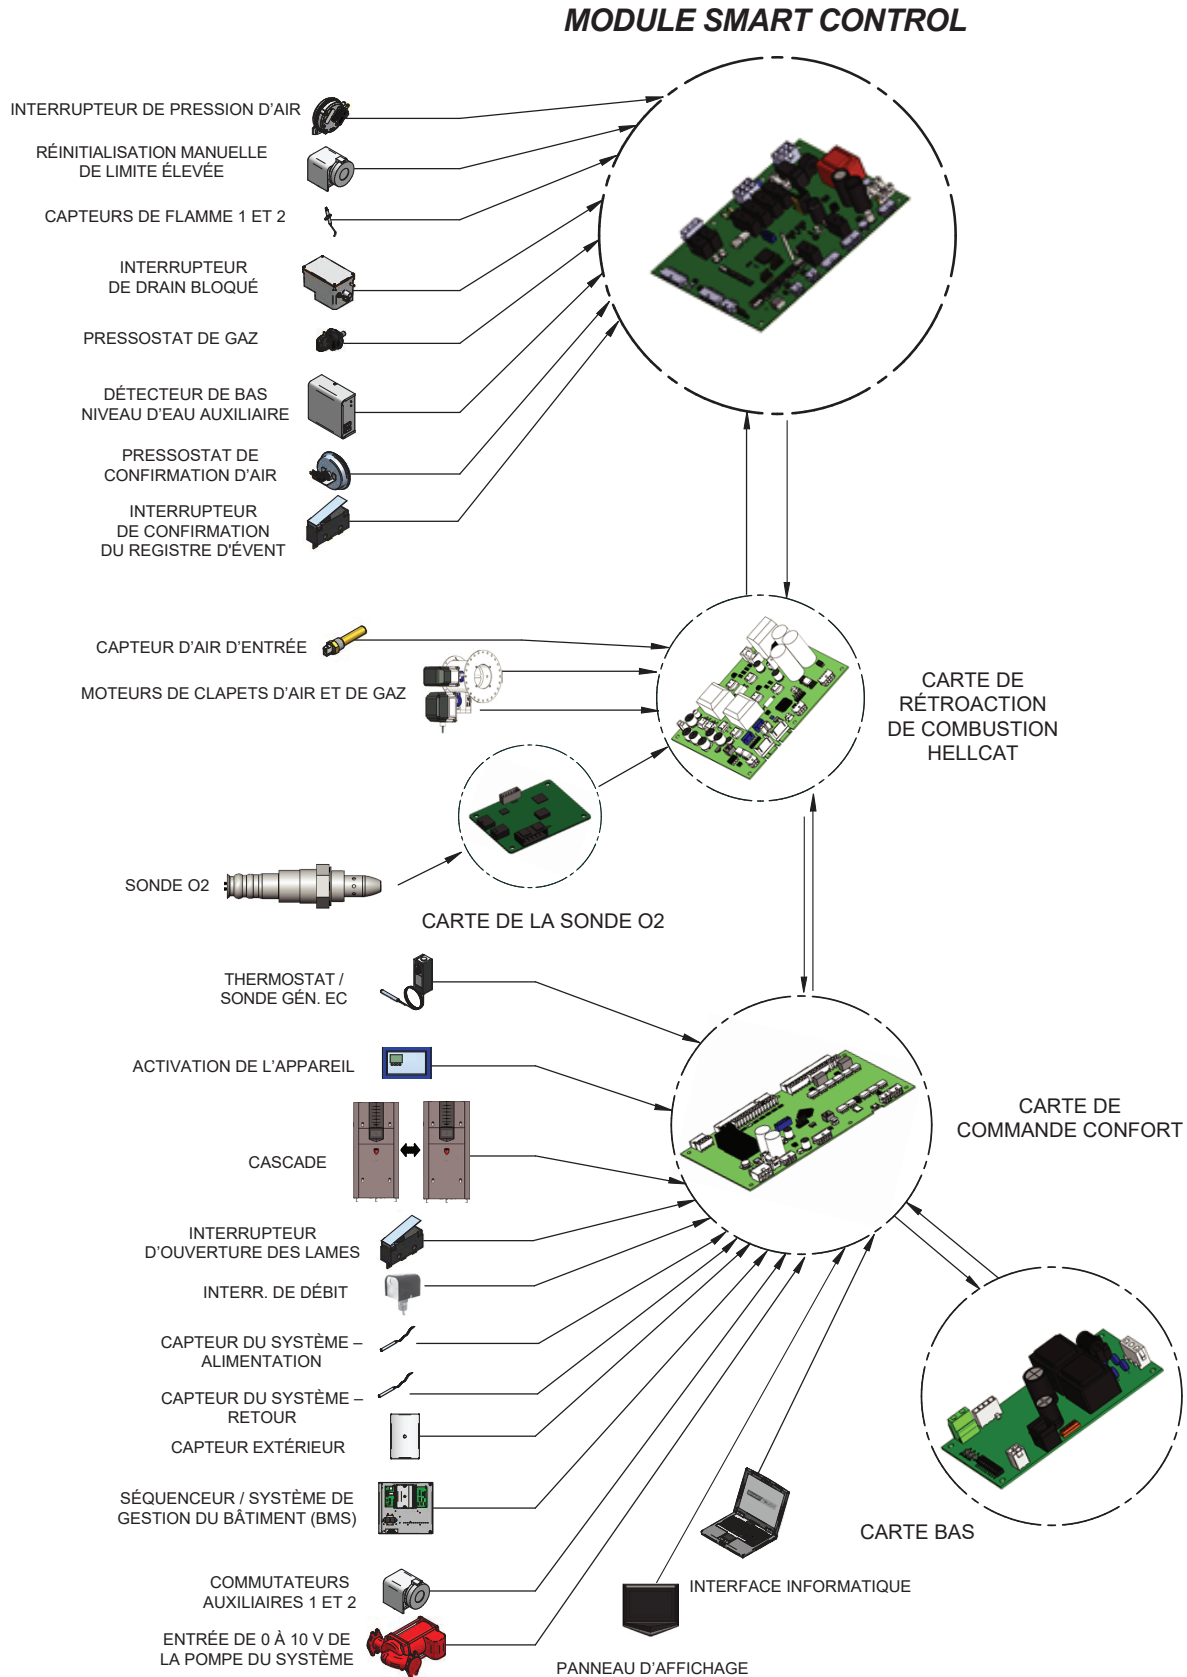 MODULE SMART CONTROL
INTERRUPTEUR DE PRESSION D'AIR
RÉINITIALISATION MANUELLE
DE LIMITE ÉLEVÉE
CAPTEURS DE FLAMME 1 ET 2
INTERRUPTEUR
DE DRAIN BLOQUÉ
PRESSOSTAT DE GAZ
DÉTECTEUR DE BAS
NIVEAU D'EAU AUXILIAIRE
PRESSOSTAT DE
CONFIRMATION D'AIR
INTERRUPTEUR
DE CONFIRMATION
DU REGISTRE D'ÉVENT
CAPTEUR D'AIR D'ENTRÉE
MOTEURS DE CLAPETS D'AIR ET DE GAZ
CARTE DE
RÉTROACTION
DE COMBUSTION
HELLCAT
SONDE O2
CARTE DE LA SONDE O2
THERMOSTAT /
SONDE GÉN. EC
ACTIVATION DE L'APPAREIL
CARTE DE
COMMANDE CONFORT
CASCADE
INTERRUPTEUR
D'OUVERTURE DES LAMES
INTERR. DE DÉBIT
CAPTEUR DU SYSTÈME –
ALIMENTATION
CAPTEUR DU SYSTÈME –
RETOUR
CAPTEUR EXTÉRIEUR
SÉQUENCEUR / SYSTÈME DE
GESTION DU BÂTIMENT (BMS)
CARTE BAS
COMMUTATEURS
AUXILIAIRES 1 ET 2
INTERFACE INFORMATIQUE
ENTRÉE DE 0 À 10 V DE
LA POMPE DU SYSTÈME
PANNEAU D'AFFICHAGE